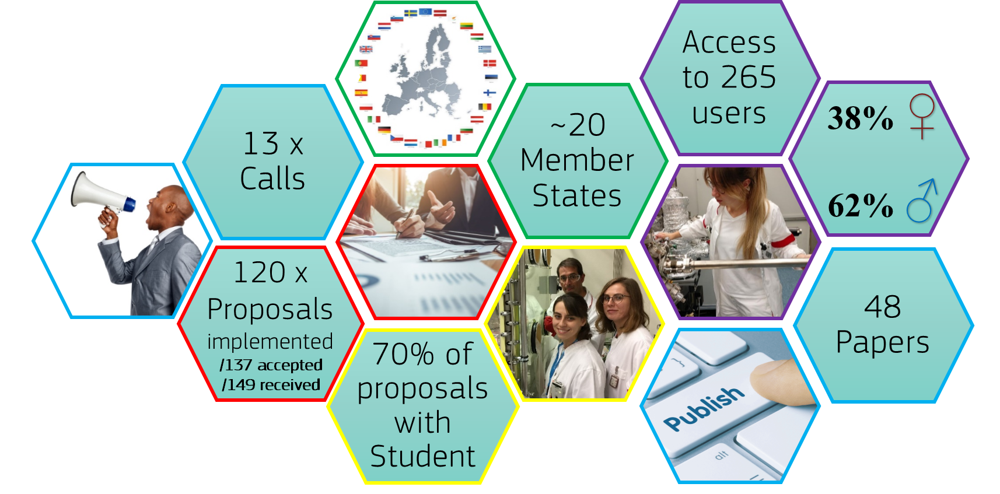 13 x
Calls
120 x
Proposals
implemented
/137 accepted
/149 received
70% of
proposals
with
Student
~20
Member
States
Access
to 265
users
38% ♀
62% ♂
48
Papers
Publish
alt